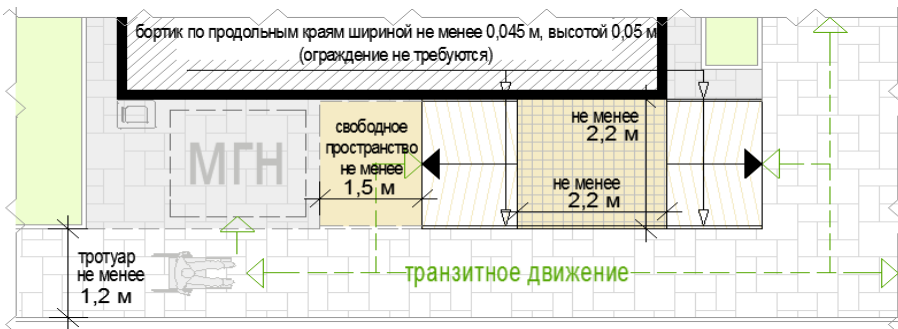 бортик по продольным краям шириной не менее 0,045 м, высотой 0,05 м
(ограждение не требуются)
свободное
пространство
не менее
1,5 м
не менее
2,2 м
не менее
2,2 м
МГН
тротуар
не менее
1,2 м
транзитное движение